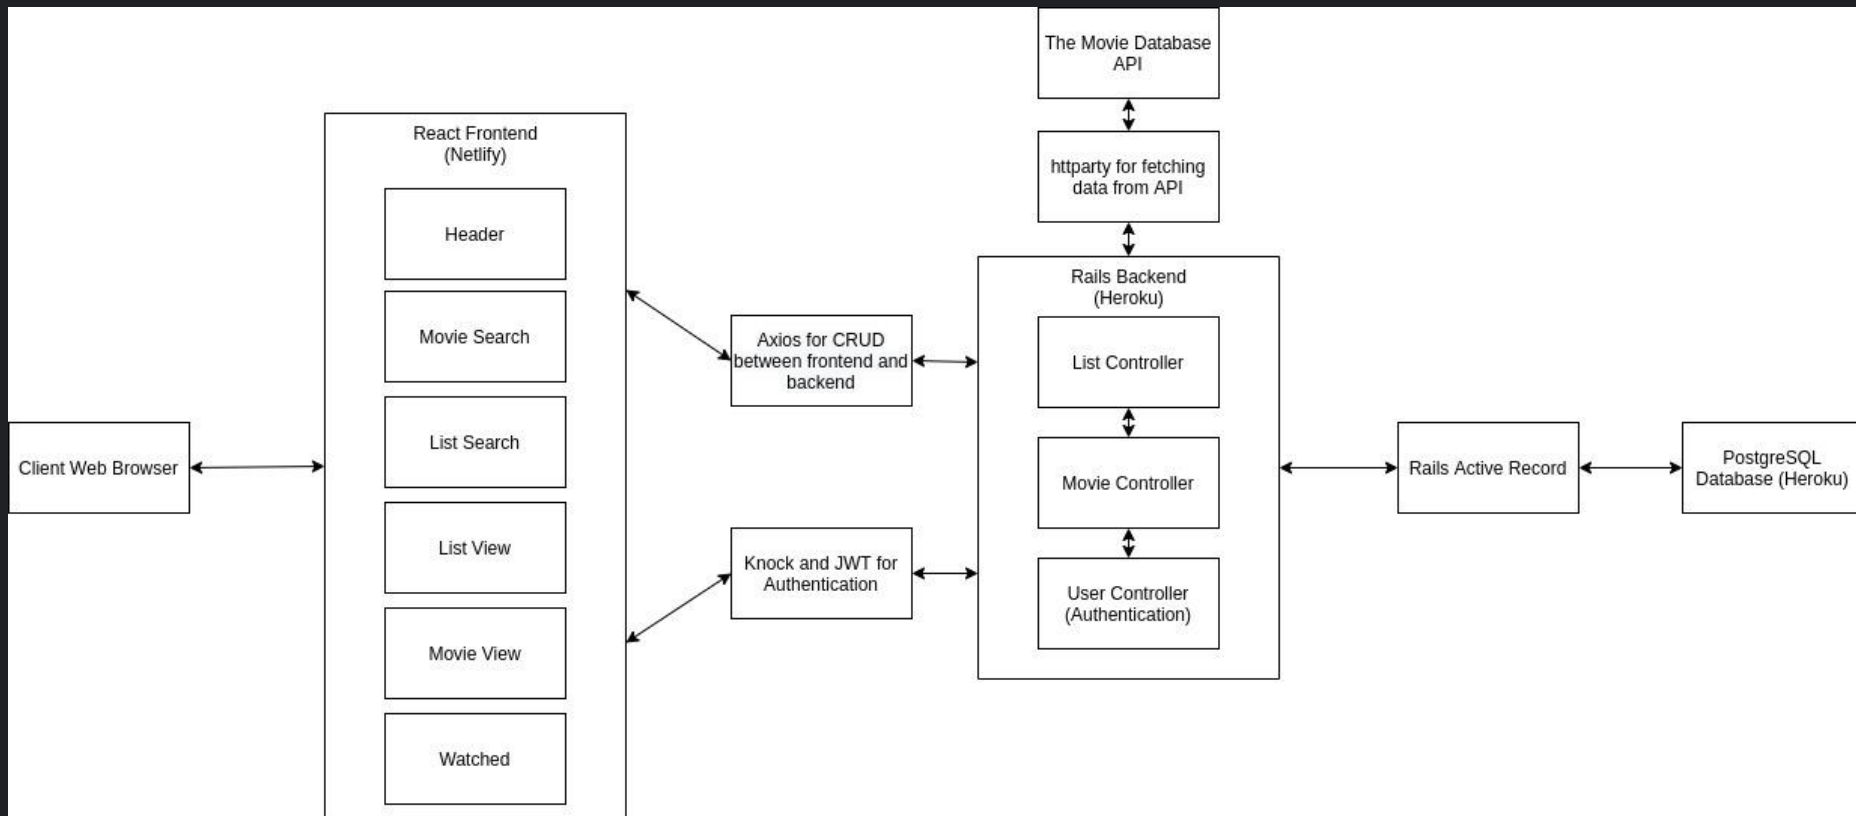 The Movie Database
API
httparty for fetching
data from API
React Frontend
(Netlify)
Header
Movie Search
List Search
List View
Movie View
Watched
Client Web Browser
Axios for CRUD
between frontend and
backend
Knock and JWT for
Authentication
Rails Backend
(Heroku)
List Controller
Movie Controller
User Controller
(Authentication)
Rails Active Record
PostgreSQL
Database (Heroku)